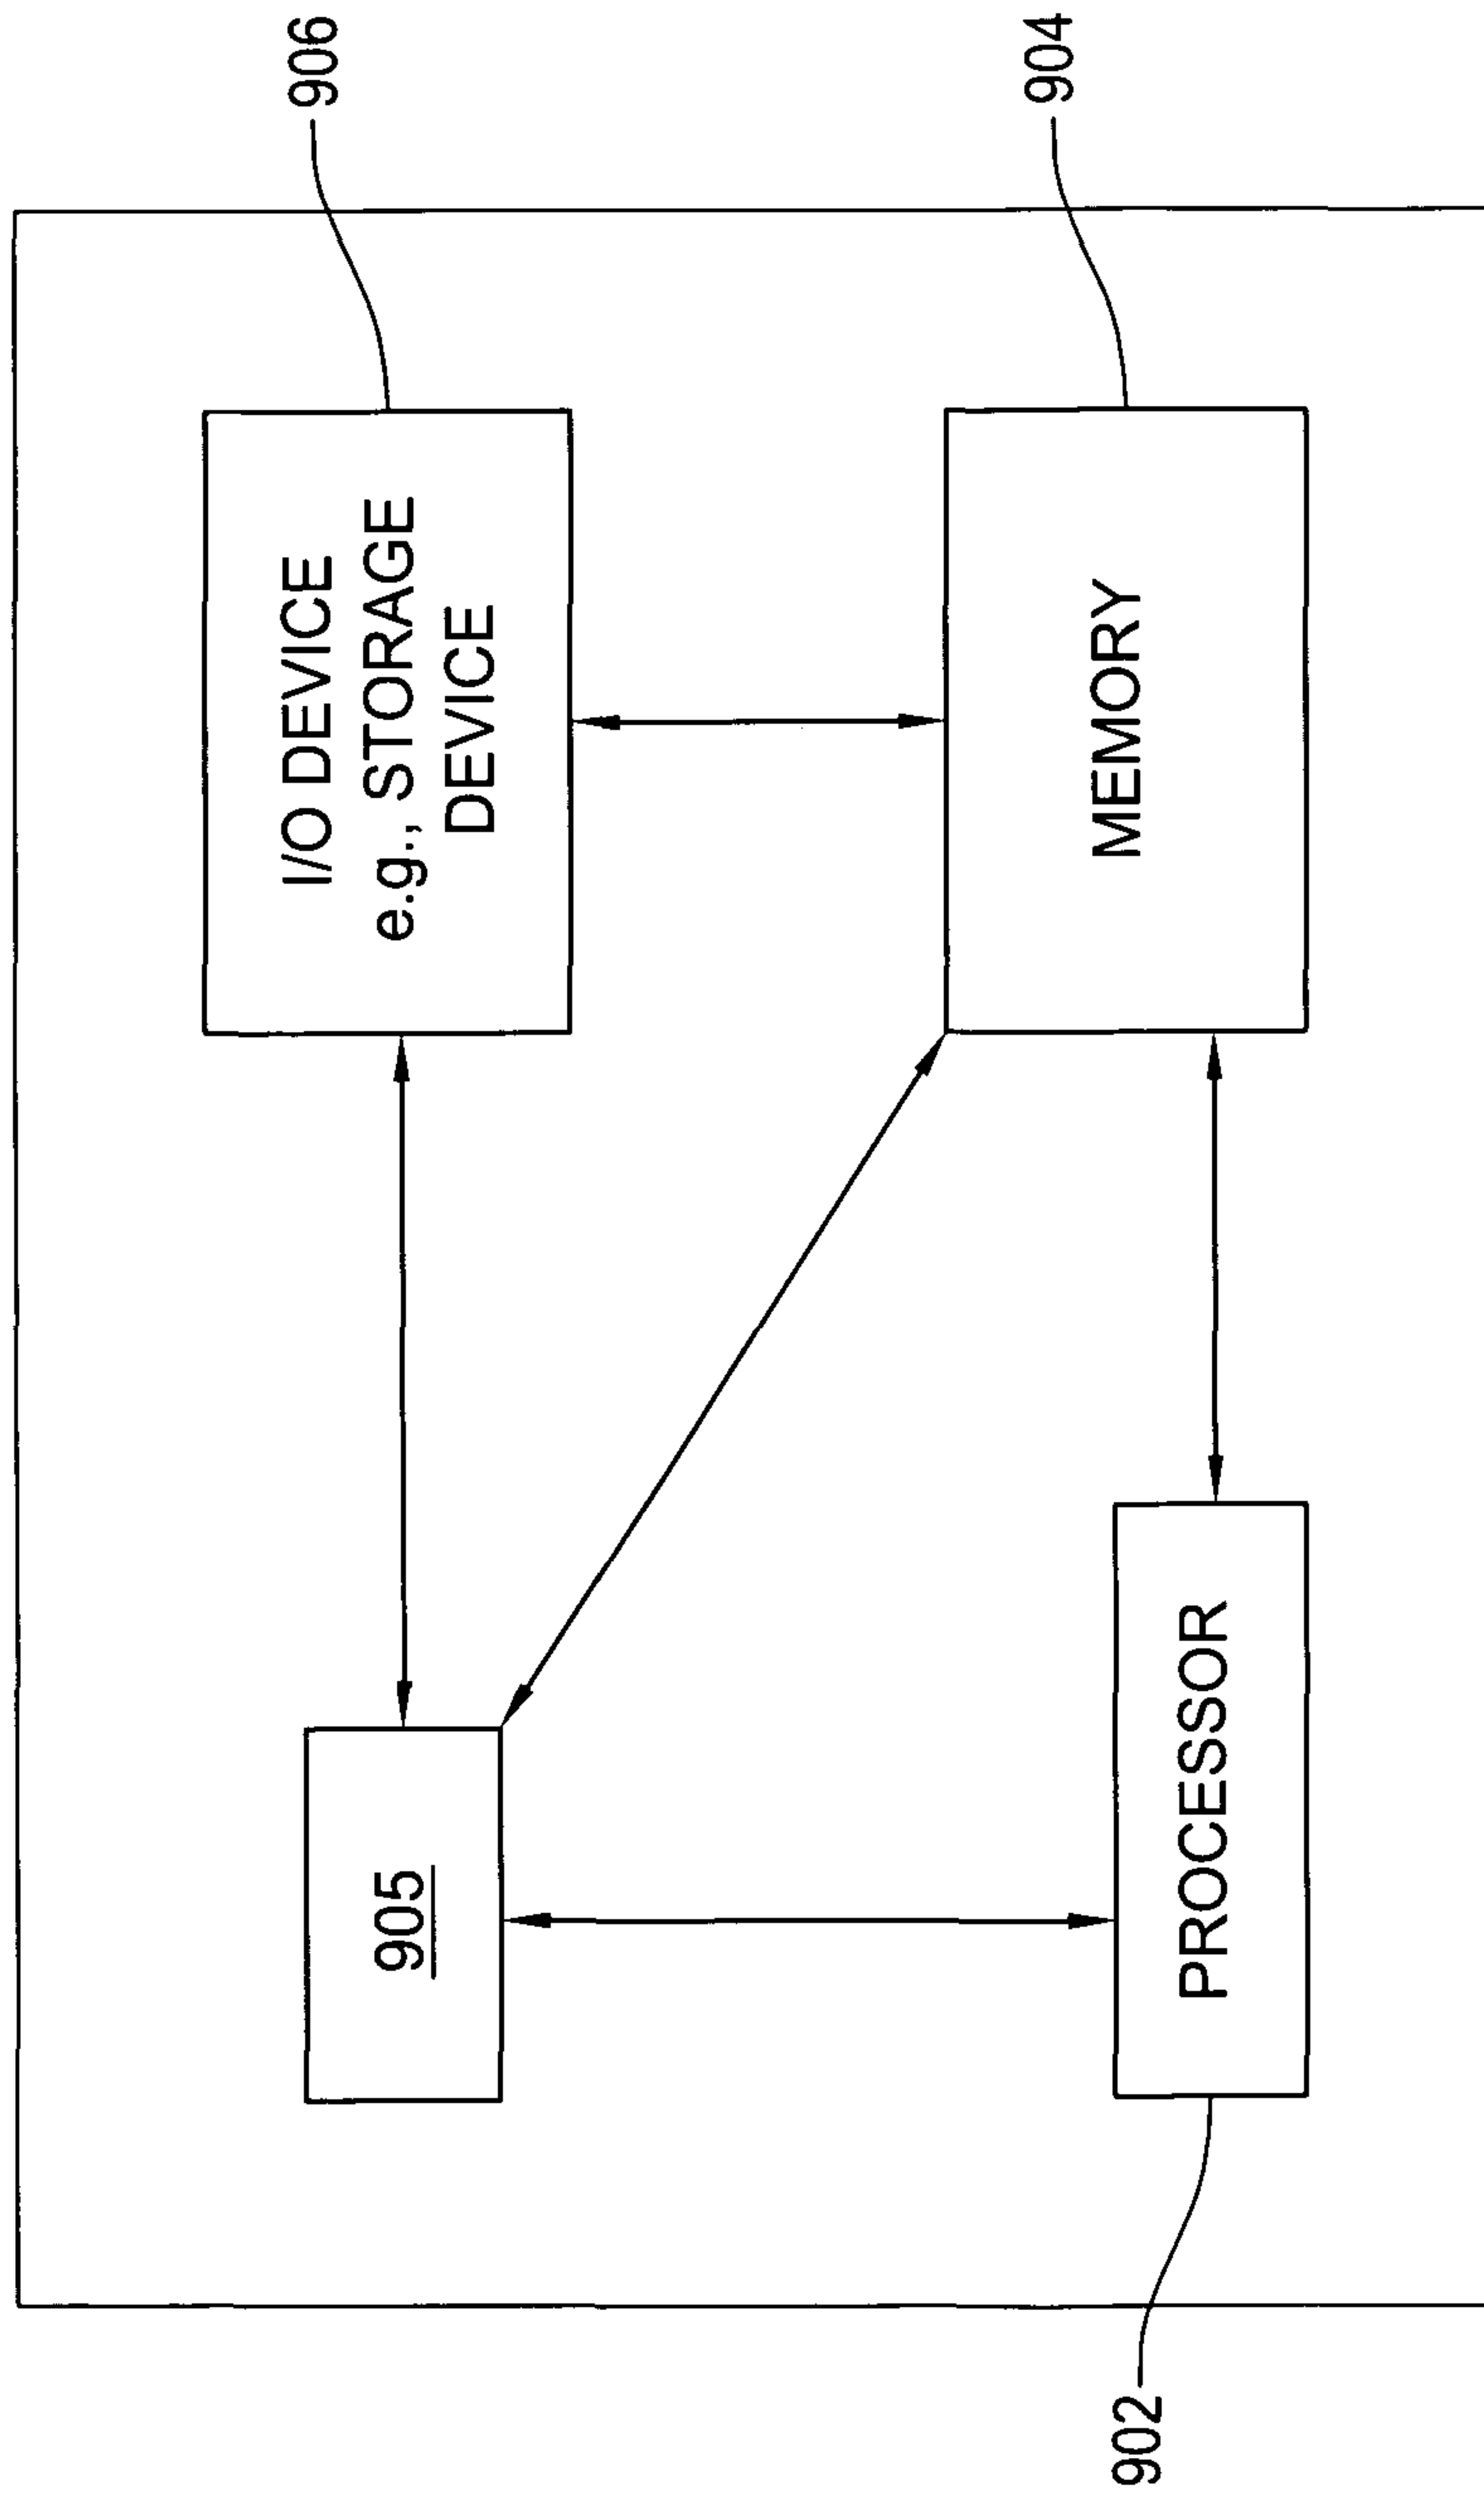 905
I/O DEVICE
e.g., STORAGE
DEVICE
906
902
PROCESSOR
MEMORY
904